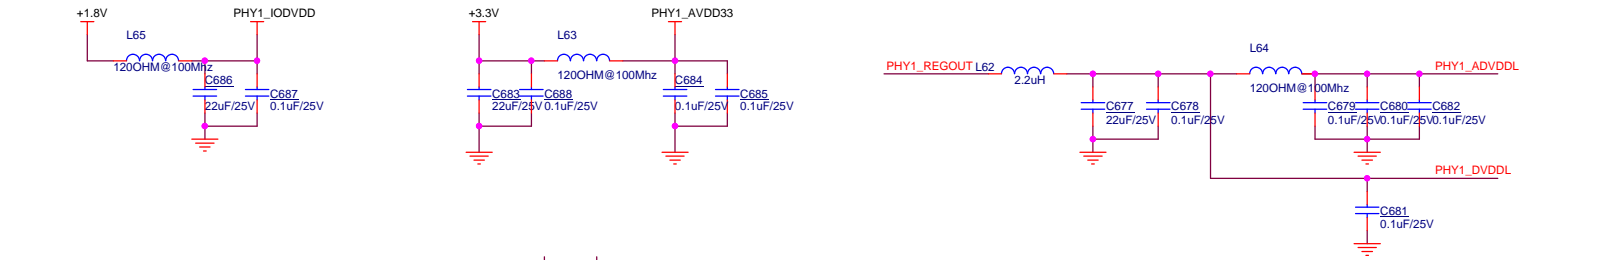 +1.8V
PHY1_IODVDD
L65
120OHM@100Mhz
C686
22uF/25V
C687
0.1uF/25V
+3.3V
PHY1_AVDD33
L63
120OHM@100Mhz
C683
22uF/25V
C688
0.1uF/25V
C684
0.1uF/25V
C685
0.1uF/25V
PHY1_REGOUT
L62
2.2uH
L64
120OHM@100Mhz
PHY1_ADVDDL
C677
22uF/25V
C678
0.1uF/25V
C679
0.1uF/25V
C680
0.1uF/25V
C682
0.1uF/25V
PHY1_DVDDL
C681
0.1uF/25V